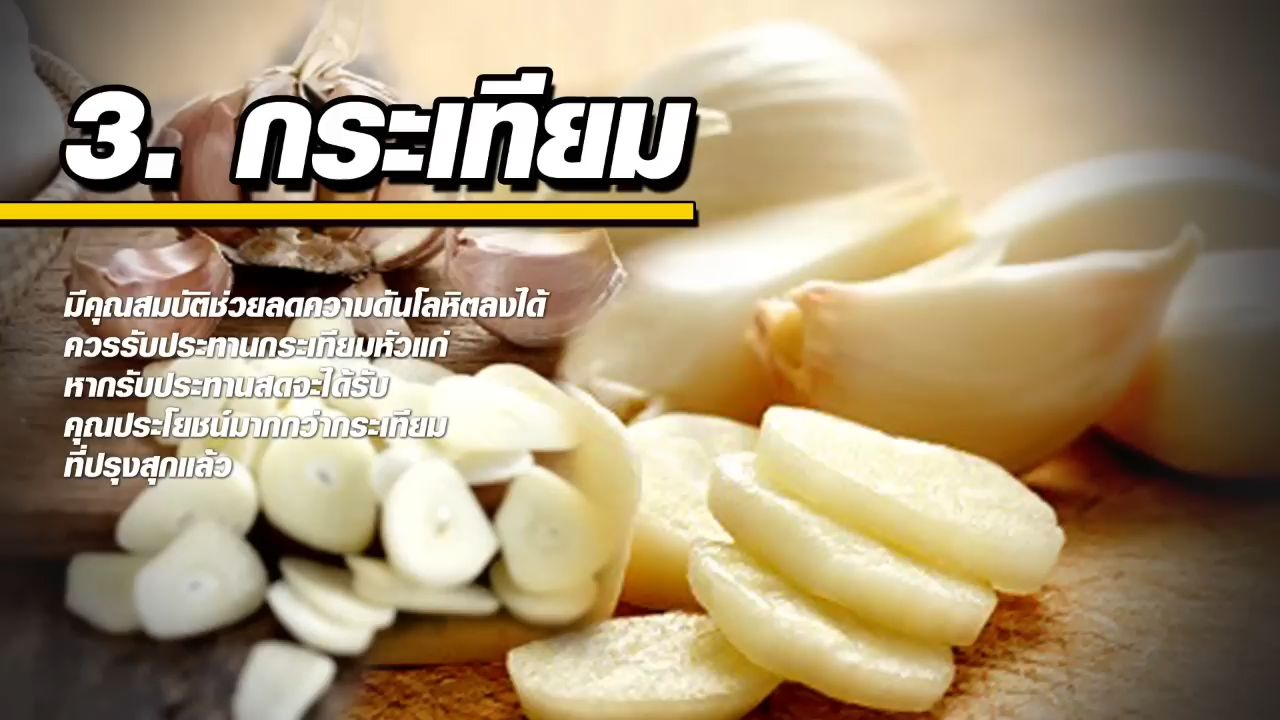 3. กระเทียม
มีคุณสมบัติช่วยลดความดันโลหิตลงได้
ควรรับประทานกระเทียมหัวแก่
หากรับประทานสดจะได้รับ
คุณประโยชน์มากกว่ากระเทียม
ที่ปรุงสุกแล้ว